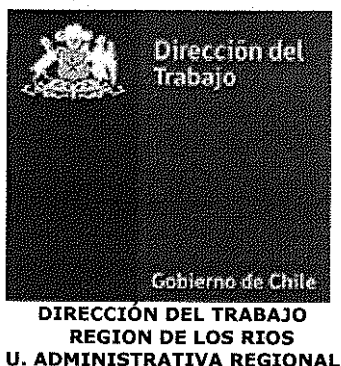 Dirección del
Trabajo
Gobierno de Chile
DIRECCIÓN DEL TRABAJO
REGION DE LOS RIOS
U. ADMINISTRATIVA REGIONAL